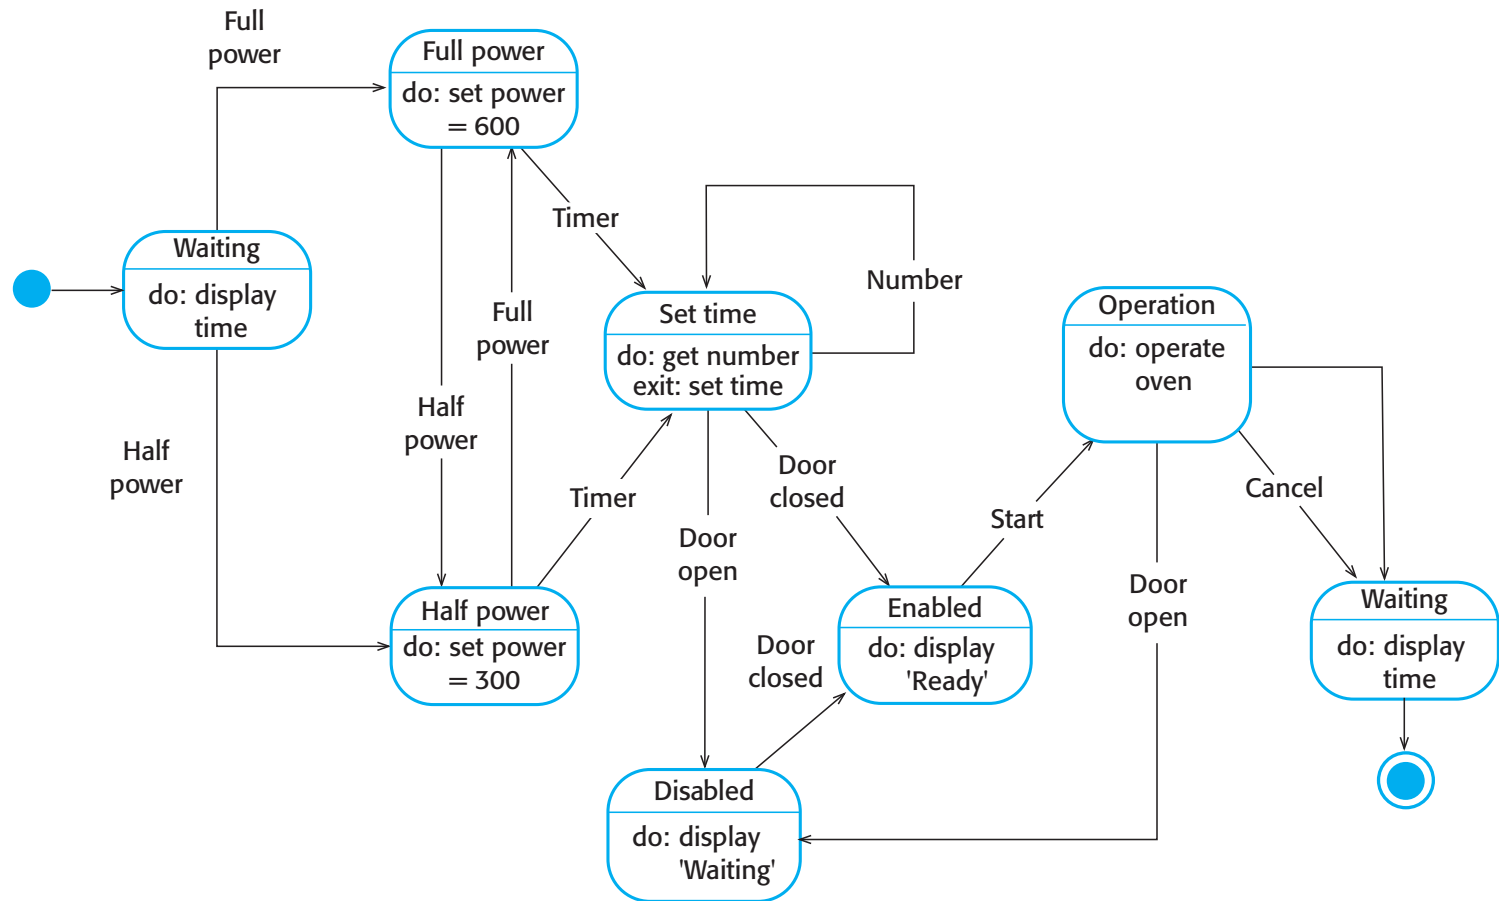 Full
power
Full power
do: set power
= 600
Timer
Waiting
do: display
time
Number
Full
power
Set time
do: get number
exit: set time
Operation
do: operate
oven
Half
power
Half
power
Door
closed
Timer
Cancel
Start
Door
open
Door
open
Half power
do: set power
= 300
Enabled
do: display
'Ready'
Door
closed
Waiting
do: display
time
Disabled
do: display
'Waiting'